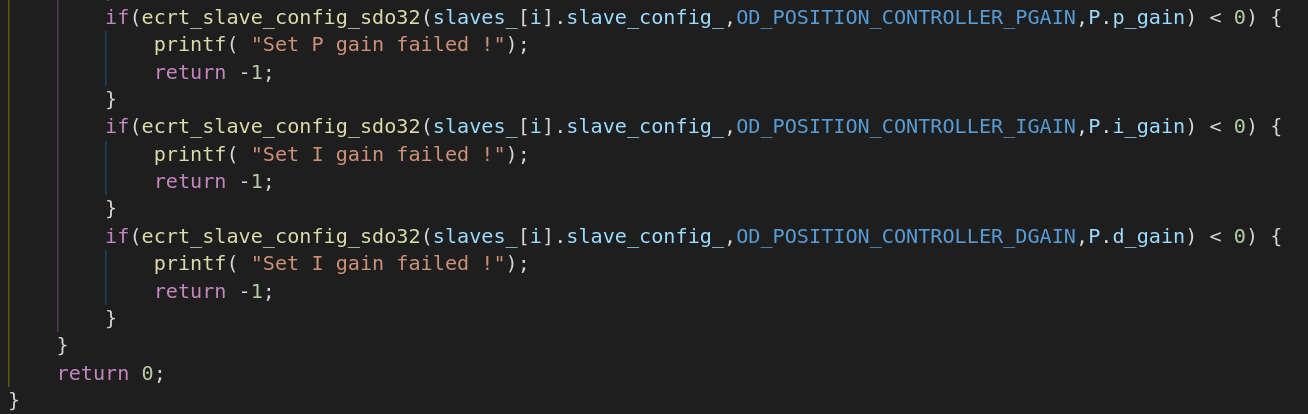 if(ecrt_slave_config_sdo32(slaves_[i].slave_config_,OD_POSITION_CONTROLLER_PGAIN,P.p_gain) < 0) {
printf( "Set P gain failed !");
return -1;
}
if(ecrt_slave_config_sdo32(slaves_[i].slave_config_,OD_POSITION_CONTROLLER_IGAIN,P.i_gain) < 0) {
printf( "Set I gain failed !");
return -1;
}
if(ecrt_slave_config_sdo32(slaves_[i].slave_config_,OD_POSITION_CONTROLLER_DGAIN,P.d_gain) < 0) {
printf( "Set I gain failed !");
return -1;
}
}
return 0;
}